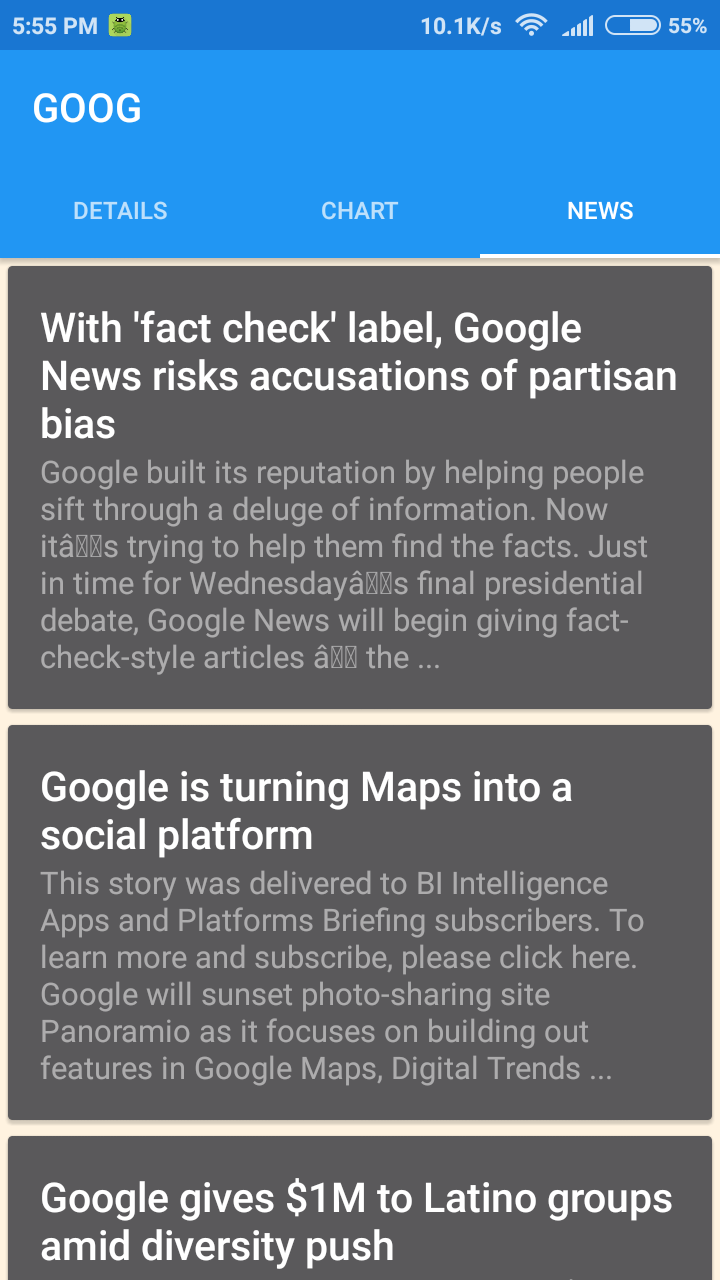 5:55 PM 10.1K/s 55%
GOOG
DETAILS CHART NEWS
With 'fact check' label, Google
News risks accusations of partisan
bias
Google built its reputation by helping people
sift through a deluge of information. Now
itâ▯▯s trying to help them find the facts. Just
in time for Wednesdayâ▯▯s final presidential
debate, Google News will begin giving fact-
check-style articles â▯▯ the ...
Google is turning Maps into a
social platform
This story was delivered to BI Intelligence
Apps and Platforms Briefing subscribers. To
learn more and subscribe, please click here.
Google will sunset photo-sharing site
Panoramio as it focuses on building out
features in Google Maps, Digital Trends ...
Google gives $1M to Latino groups
amid diversity push